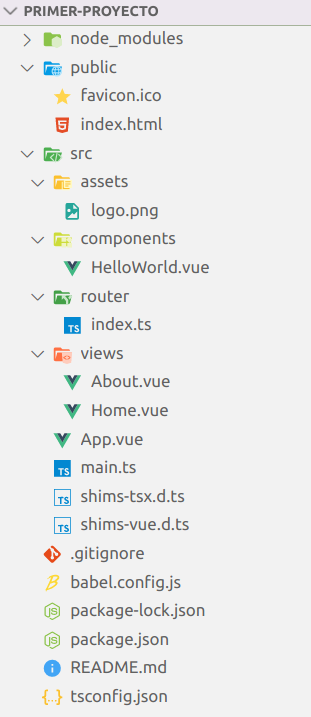 PRIMER-PROYECTO
node_modules
public
favicon.ico
index.html
src
assets
logo.png
components
HelloWorld.vue
router
index.ts
views
About.vue
Home.vue
App.vue
main.ts
shims-tsx.d.ts
shims-vue.d.ts
.gitignore
babel.config.js
package-lock.json
package.json
README.md
tsconfig.json